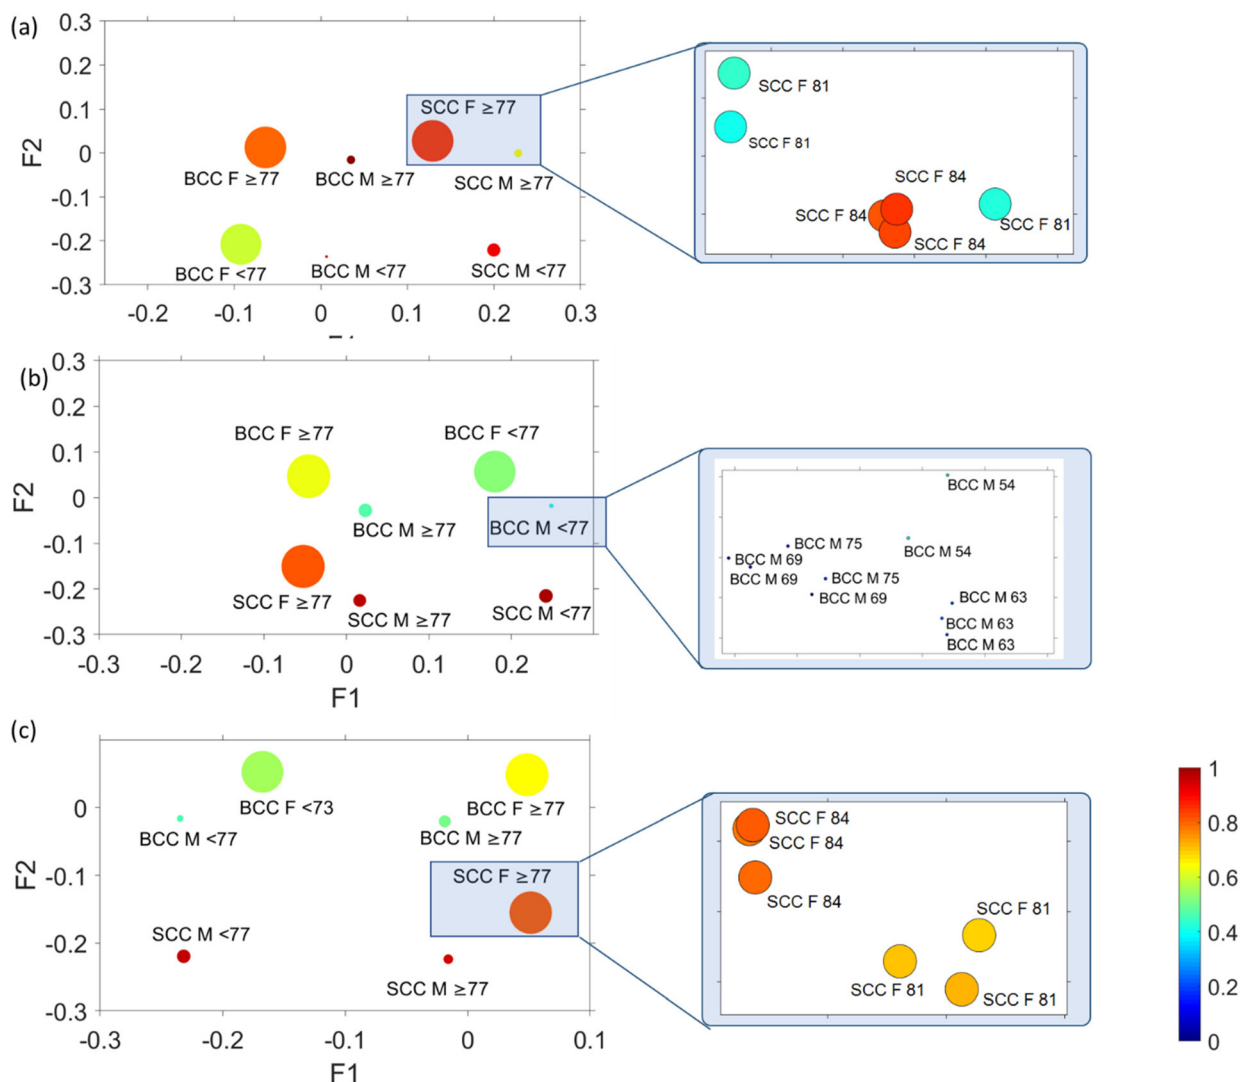 (a)
0.3
0.2
0.1
0
-0.1
-0.2
-0.3
F2
SCC F ≥77
BCC F ≥77
BCC M ≥77
SCC M ≥77
BCC F <77
BCC M <77
SCC M <77
-0.2 -0.1 0 0.1 0.2 0.3
SCC F 81
SCC F 81
SCC F 84
SCC F 84
SCC F 81
SCC F 84
(b)
0.3
0.2
0.1
0
-0.1
-0.2
-0.3
F2
BCC F ≥77
BCC F <77
BCC M ≥77
BCC M <77
SCC F ≥77
SCC M ≥77
SCC M <77
-0.3 -0.2 -0.1 0 0.1 0.2
F1
BCC M 54
BCC M 75
BCC M 54
BCC M 69
BCC M 69
BCC M 75
BCC M 69
BCC M 63
BCC M 63
BCC M 63
(c)
0
-0.1
-0.2
-0.3
F2
BCC F <73
BCC F ≥77
BCC M <77
BCC M ≥77
SCC F ≥77
SCC M <77
SCC M ≥77
-0.3 -0.2 -0.1 0 0.1
F1
SCC F 84
SCC F 84
SCC F 84
SCC F 81
SCC F 81
SCC F 81
1
0.8
0.6
0.4
0.2
0